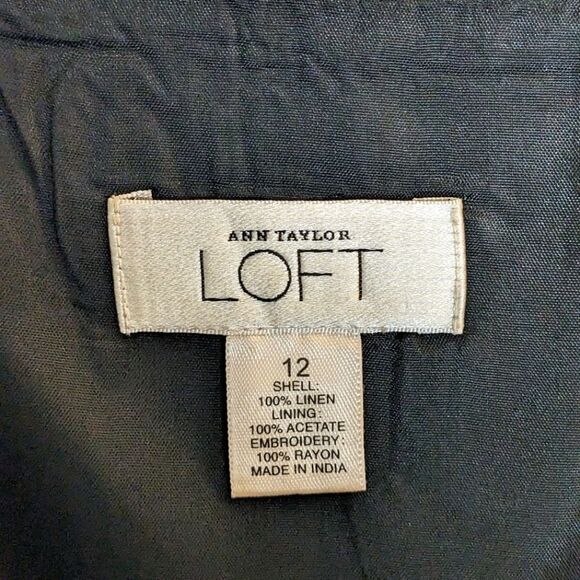 ANN TAYLOR
LOFT
12
SHELL:
100% LINEN
LINING:
100% ACETATE
EMBROIDERY:
100% RAYON
MADE IN INDIA